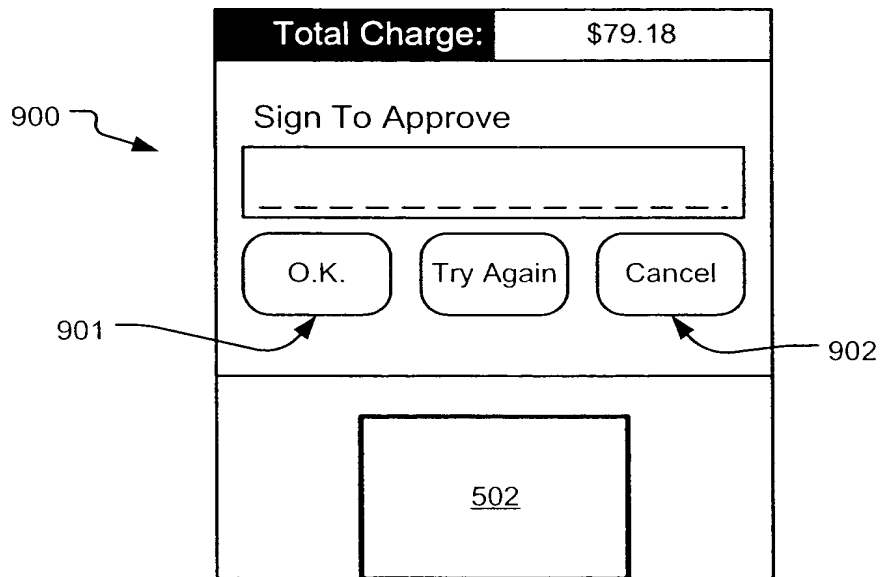 Total Charge: $79.18
900
Sign To Approve
O.K. Try Again Cancel
901
902
502